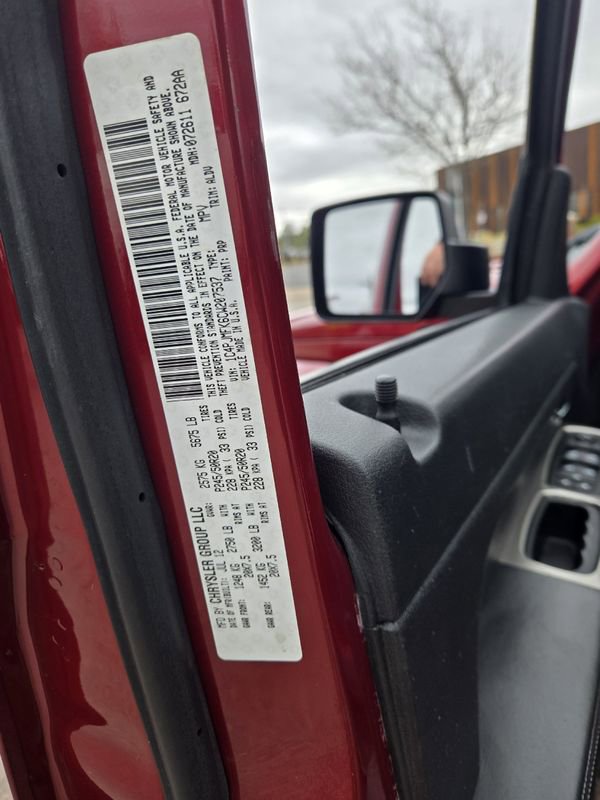 MFD BY CHRYSLER GROUP LLC
DATE OF MFR(BUILT): JUL 12 GVWR: 2575 KG 5675 LB
GAWR FRONT: 1248 KG 2750 LB WITH TIRES
20X7.5 RIMS AT P245/50R20
228 KPA ( 33 PSI) COLD
GAWR REAR: 1452 KG 3200 LB WITH TIRES
20X7.5 RIMS AT P245/50R20
228 KPA ( 33 PSI) COLD
THIS VEHICLE CONFORMS TO ALL APPLICABLE U.S.A. FEDERAL MOTOR VEHICLE SAFETY AND
THEFT PREVENTION STANDARDS IN EFFECT ON THE DATE OF MANUFACTURE SHOWN ABOVE.
VIN: 1C4PJMFK6CW207537 TYPE: MPV MDH:072611 672AA
VEHICLE MADE IN U.S.A. PAINT: PRP TRIM: ALDV